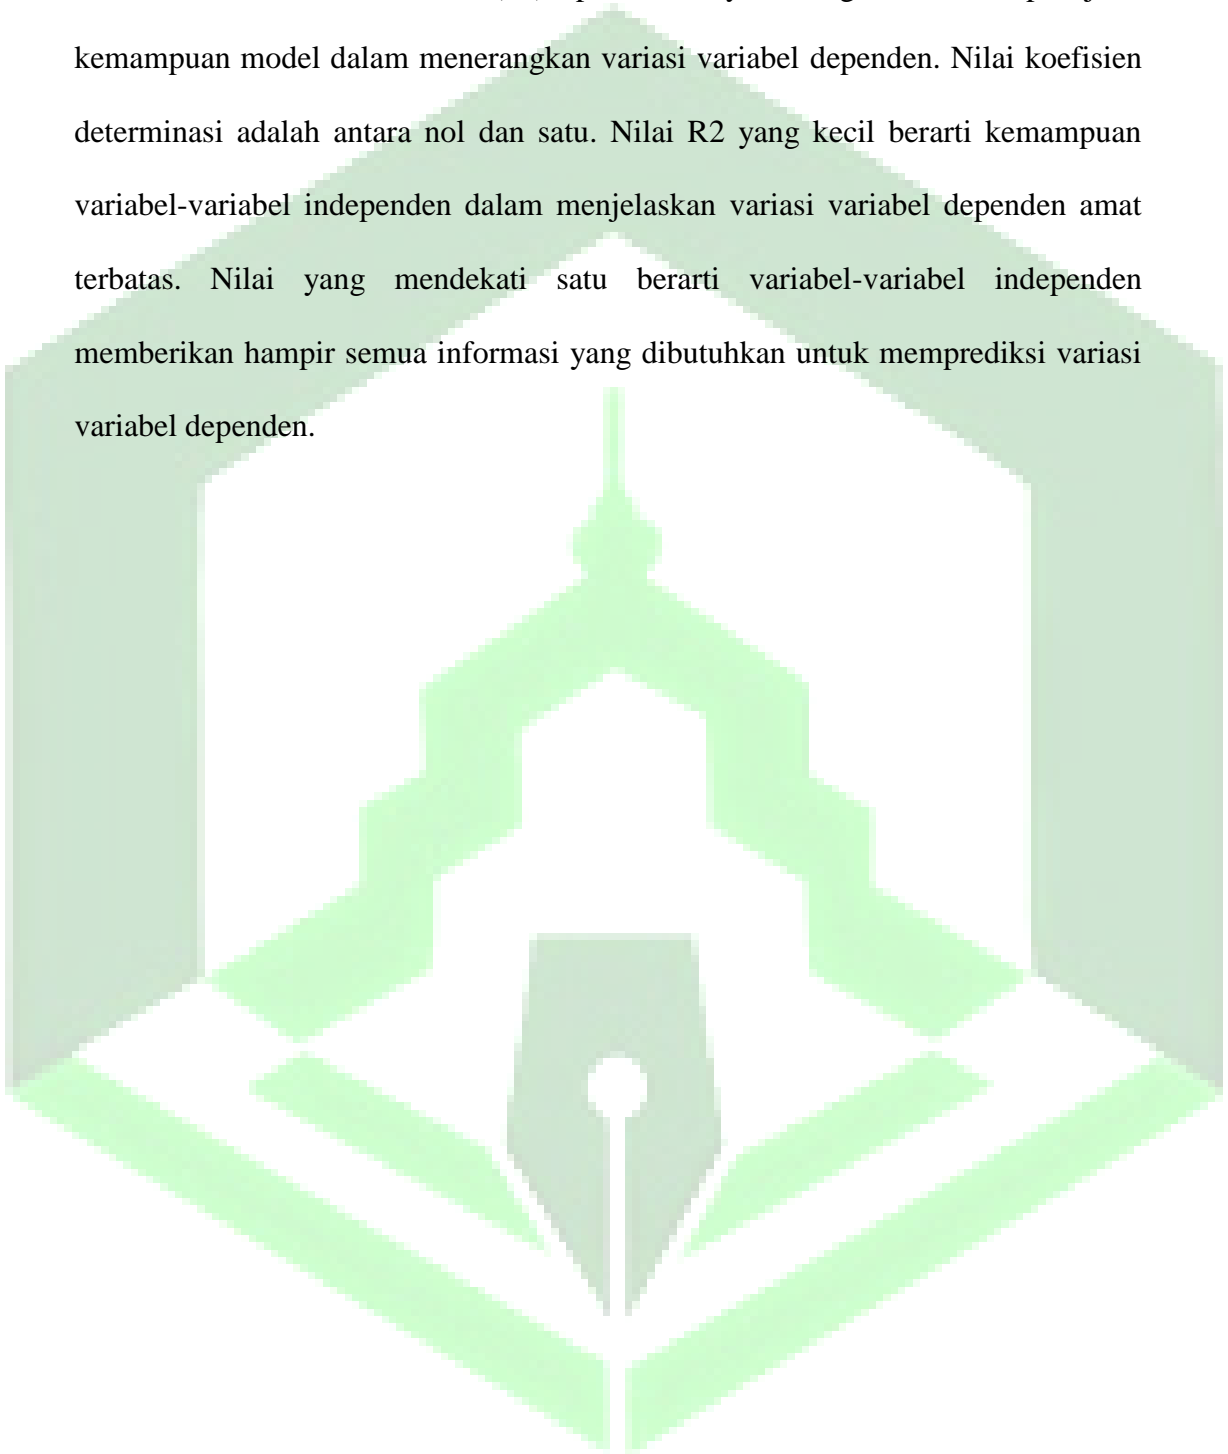 kemampuan model dalam menerangkan variasi variabel dependen. Nilai koefisien
determinasi adalah antara nol dan satu. Nilai R2 yang kecil berarti kemampuan
variabel-variabel independen dalam menjelaskan variasi variabel dependen amat
terbatas. Nilai yang mendekati satu berarti variabel-variabel independen
memberikan hampir semua informasi yang dibutuhkan untuk memprediksi variasi
variabel dependen.